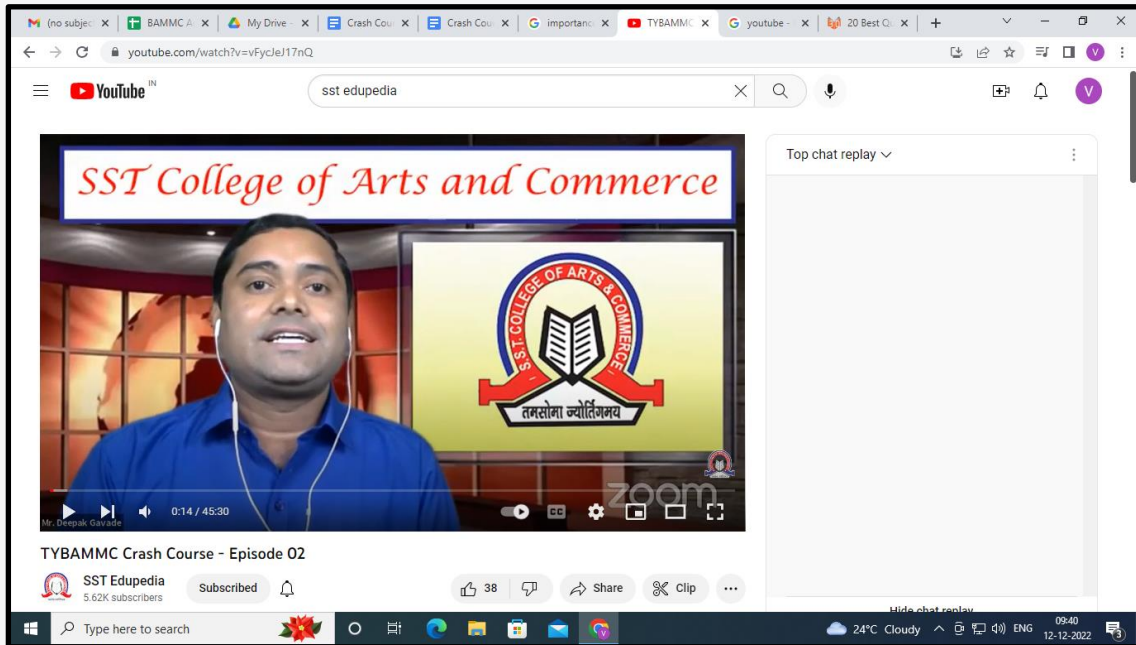 (no subjec
BAMMC A
My Drive -
Crash Cou
Crash Cou
importanc
TYBAMMC
youtube -
20 Best Q
youtube.com/watch?v=vFycJeJ17nQ
YouTube IN
sst edupedia
V
SST College of Arts and Commerce
S.S.T. COLLEGE OF ARTS & COMMERCE
तमसोमा ज्योर्तिगमय
zoom
0:14 / 45:30
CC
Mr. Deepak Gavade
Top chat replay
Hide chat replay
TYBAMMC Crash Course - Episode 02
SST Edupedia
5.62K subscribers
Subscribed
38
Share
Clip
Type here to search
24°C Cloudy
ENG
09:40
12-12-2022
3